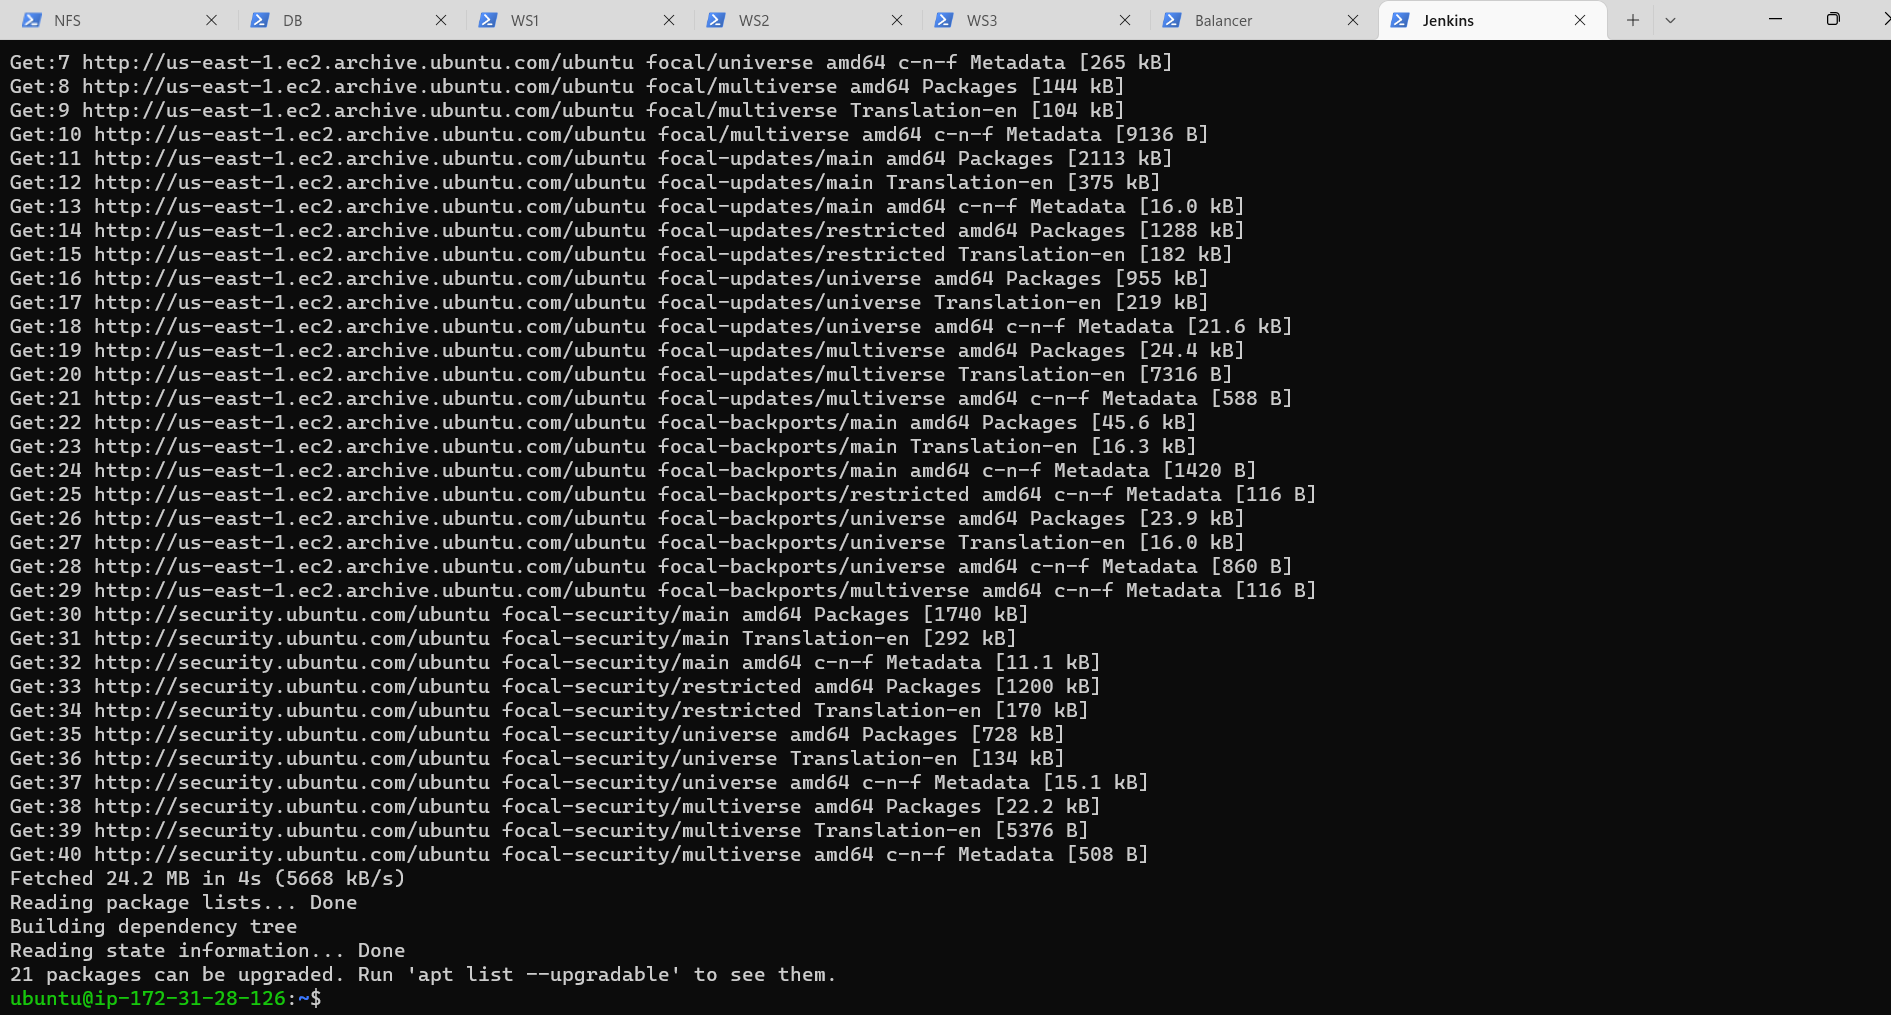 NFS DB WS1 WS2 WS3 Balancer Jenkins
Get:7 http://us-east-1.ec2.archive.ubuntu.com/ubuntu focal/universe amd64 c-n-f Metadata [265 kB]
Get:8 http://us-east-1.ec2.archive.ubuntu.com/ubuntu focal/multiverse amd64 Packages [144 kB]
Get:9 http://us-east-1.ec2.archive.ubuntu.com/ubuntu focal/multiverse Translation-en [104 kB]
Get:10 http://us-east-1.ec2.archive.ubuntu.com/ubuntu focal/multiverse amd64 c-n-f Metadata [9136 B]
Get:11 http://us-east-1.ec2.archive.ubuntu.com/ubuntu focal-updates/main amd64 Packages [2113 kB]
Get:12 http://us-east-1.ec2.archive.ubuntu.com/ubuntu focal-updates/main Translation-en [375 kB]
Get:13 http://us-east-1.ec2.archive.ubuntu.com/ubuntu focal-updates/main amd64 c-n-f Metadata [16.0 kB]
Get:14 http://us-east-1.ec2.archive.ubuntu.com/ubuntu focal-updates/restricted amd64 Packages [1288 kB]
Get:15 http://us-east-1.ec2.archive.ubuntu.com/ubuntu focal-updates/restricted Translation-en [182 kB]
Get:16 http://us-east-1.ec2.archive.ubuntu.com/ubuntu focal-updates/universe amd64 Packages [955 kB]
Get:17 http://us-east-1.ec2.archive.ubuntu.com/ubuntu focal-updates/universe Translation-en [219 kB]
Get:18 http://us-east-1.ec2.archive.ubuntu.com/ubuntu focal-updates/universe amd64 c-n-f Metadata [21.6 kB]
Get:19 http://us-east-1.ec2.archive.ubuntu.com/ubuntu focal-updates/multiverse amd64 Packages [24.4 kB]
Get:20 http://us-east-1.ec2.archive.ubuntu.com/ubuntu focal-updates/multiverse Translation-en [7316 B]
Get:21 http://us-east-1.ec2.archive.ubuntu.com/ubuntu focal-updates/multiverse amd64 c-n-f Metadata [588 B]
Get:22 http://us-east-1.ec2.archive.ubuntu.com/ubuntu focal-backports/main amd64 Packages [45.6 kB]
Get:23 http://us-east-1.ec2.archive.ubuntu.com/ubuntu focal-backports/main Translation-en [16.3 kB]
Get:24 http://us-east-1.ec2.archive.ubuntu.com/ubuntu focal-backports/main amd64 c-n-f Metadata [1420 B]
Get:25 http://us-east-1.ec2.archive.ubuntu.com/ubuntu focal-backports/restricted amd64 c-n-f Metadata [116 B]
Get:26 http://us-east-1.ec2.archive.ubuntu.com/ubuntu focal-backports/universe amd64 Packages [23.9 kB]
Get:27 http://us-east-1.ec2.archive.ubuntu.com/ubuntu focal-backports/universe Translation-en [16.0 kB]
Get:28 http://us-east-1.ec2.archive.ubuntu.com/ubuntu focal-backports/universe amd64 c-n-f Metadata [860 B]
Get:29 http://us-east-1.ec2.archive.ubuntu.com/ubuntu focal-backports/multiverse amd64 c-n-f Metadata [116 B]
Get:30 http://security.ubuntu.com/ubuntu focal-security/main amd64 Packages [1740 kB]
Get:31 http://security.ubuntu.com/ubuntu focal-security/main Translation-en [292 kB]
Get:32 http://security.ubuntu.com/ubuntu focal-security/main amd64 c-n-f Metadata [11.1 kB]
Get:33 http://security.ubuntu.com/ubuntu focal-security/restricted amd64 Packages [1200 kB]
Get:34 http://security.ubuntu.com/ubuntu focal-security/restricted Translation-en [170 kB]
Get:35 http://security.ubuntu.com/ubuntu focal-security/universe amd64 Packages [728 kB]
Get:36 http://security.ubuntu.com/ubuntu focal-security/universe Translation-en [134 kB]
Get:37 http://security.ubuntu.com/ubuntu focal-security/universe amd64 c-n-f Metadata [15.1 kB]
Get:38 http://security.ubuntu.com/ubuntu focal-security/multiverse amd64 Packages [22.2 kB]
Get:39 http://security.ubuntu.com/ubuntu focal-security/multiverse Translation-en [5376 B]
Get:40 http://security.ubuntu.com/ubuntu focal-security/multiverse amd64 c-n-f Metadata [508 B]
Fetched 24.2 MB in 4s (5668 kB/s)
Reading package lists... Done
Building dependency tree
Reading state information... Done
21 packages can be upgraded. Run 'apt list --upgradable' to see them.
ubuntu@ip-172-31-28-126:~$